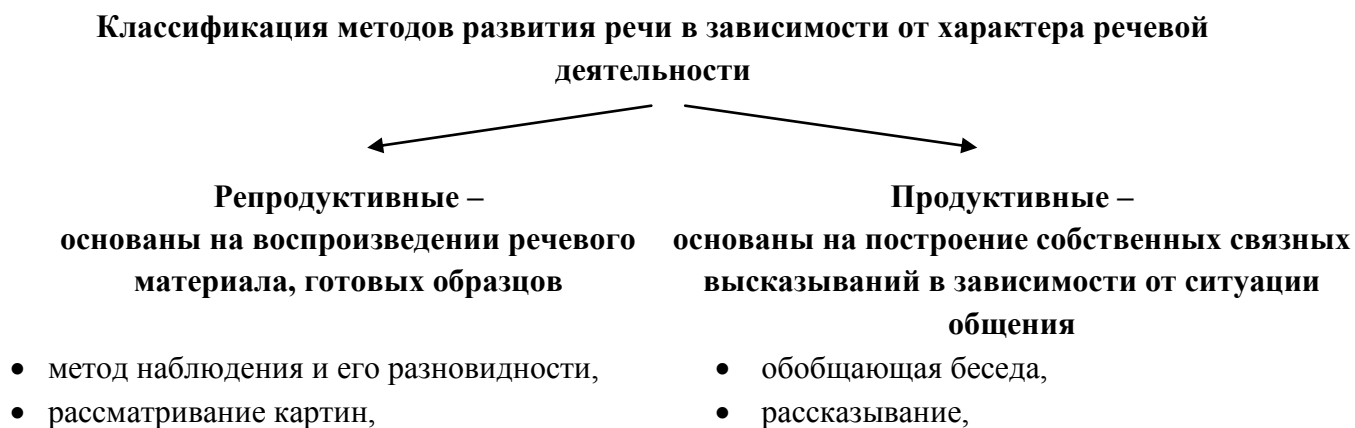 Классификация методов развития речи в зависимости от характера речевой
деятельности
Репродуктивные –
основаны на воспроизведении речевого
материала, готовых образцов
• метод наблюдения и его разновидности,
• рассматривание картин,
Продуктивные –
основаны на построение собственных связных
высказываний в зависимости от ситуации
общения
• обобщающая беседа,
• рассказывание,